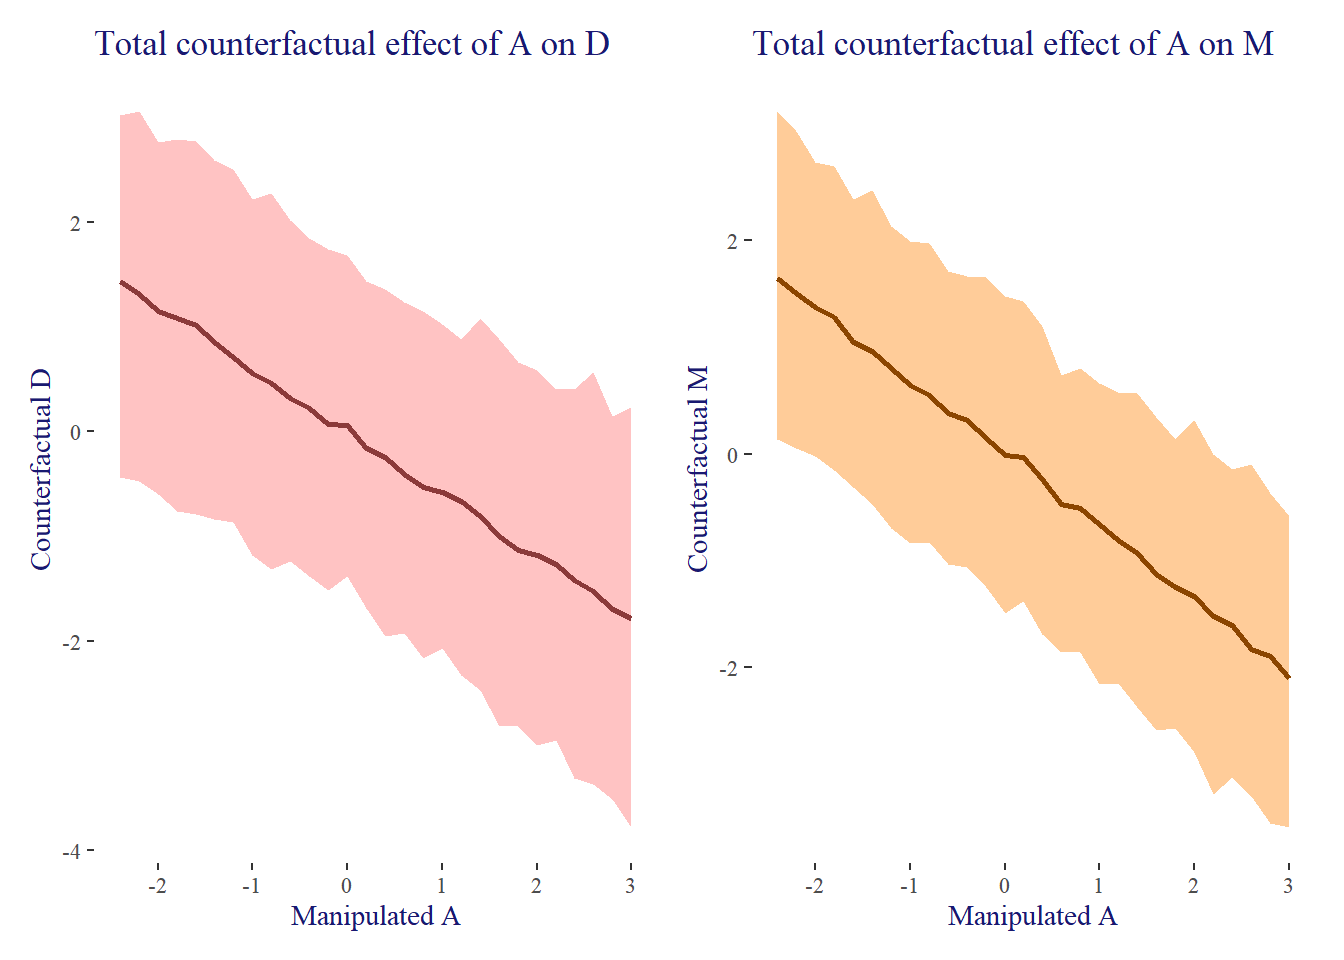 Total counterfactual effect of A on D
Counterfactual D
2
0
-2
-4
-2 -1 0 1 2 3
Manipulated A
Total counterfactual effect of A on M
Counterfactual M
2
0
-2
-2 -1 0 1 2 3
Manipulated A